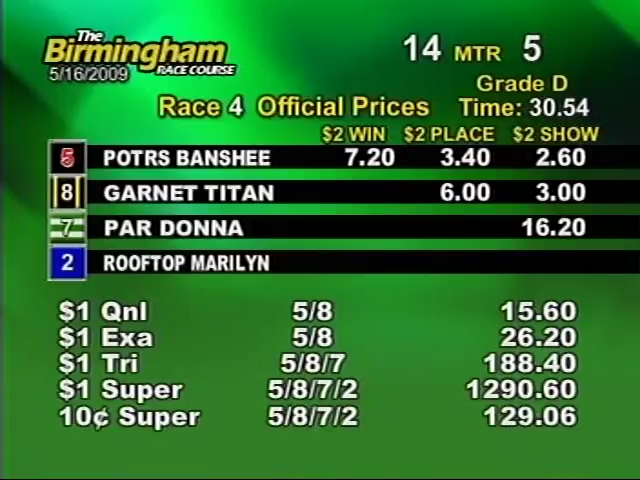 The
Birmingham
RACE COURSE
5/16/2009
14 MTR 5
Grade D
Race 4 Official Prices Time: 30.54
$2 WIN $2 PLACE $2 SHOW
5 POTRS BANSHEE 7.20 3.40 2.60
8 GARNET TITAN 6.00 3.00
7 PAR DONNA 16.20
2 ROOFTOP MARILYN
$1 Qnl 5/8 15.60
$1 Exa 5/8 26.20
$1 Tri 5/8/7 188.40
$1 Super 5/8/7/2 1290.60
10¢ Super 5/8/7/2 129.06